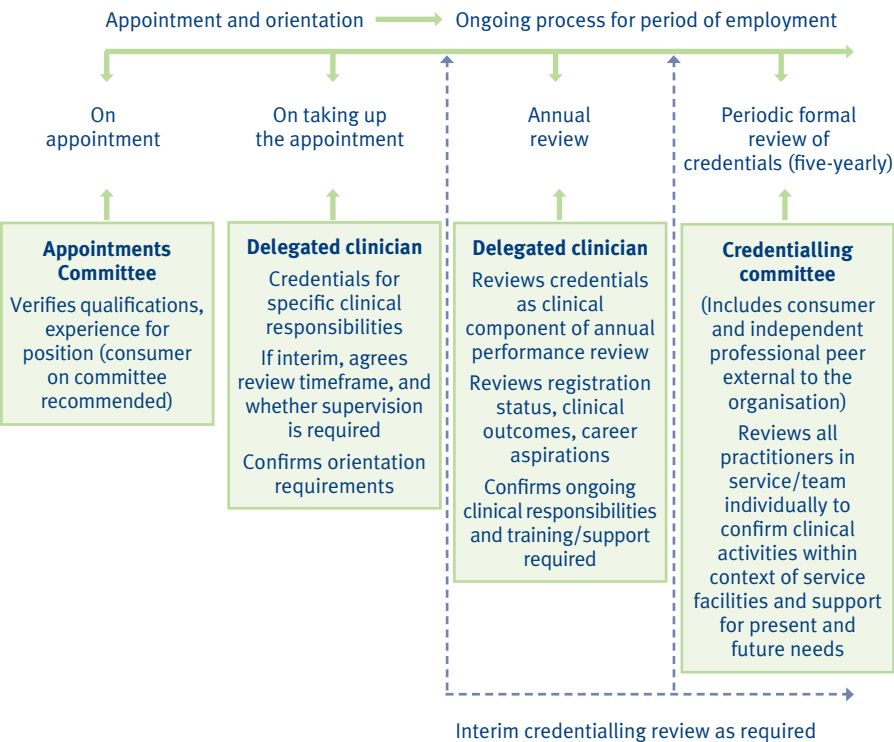 Appointment and orientation
Ongoing process for period of employment
On
appointment
On taking up
the appointment
Annual
review
Periodic formal
review of
credentials (five-yearly)
Appointments
Committee
Verifies qualifications,
experience for
position (consumer
on committee
recommended)
Delegated clinician
Credentials for
specific clinical
responsibilities
If interim, agrees
review timeframe, and
whether supervision
is required
Confirms orientation
requirements
Delegated clinician
Reviews credentials
as clinical
component of annual
performance review
Reviews registration
status, clinical
outcomes, career
aspirations
Confirms ongoing
clinical responsibilities
and training/support
required
Credentialling
committee
(Includes consumer
and independent
professional peer
external to the
organisation)
Reviews all
practitioners in
service/team
individually to
confirm clinical
activities within
context of service
facilities and support
for present and
future needs
Interim credentialling review as required